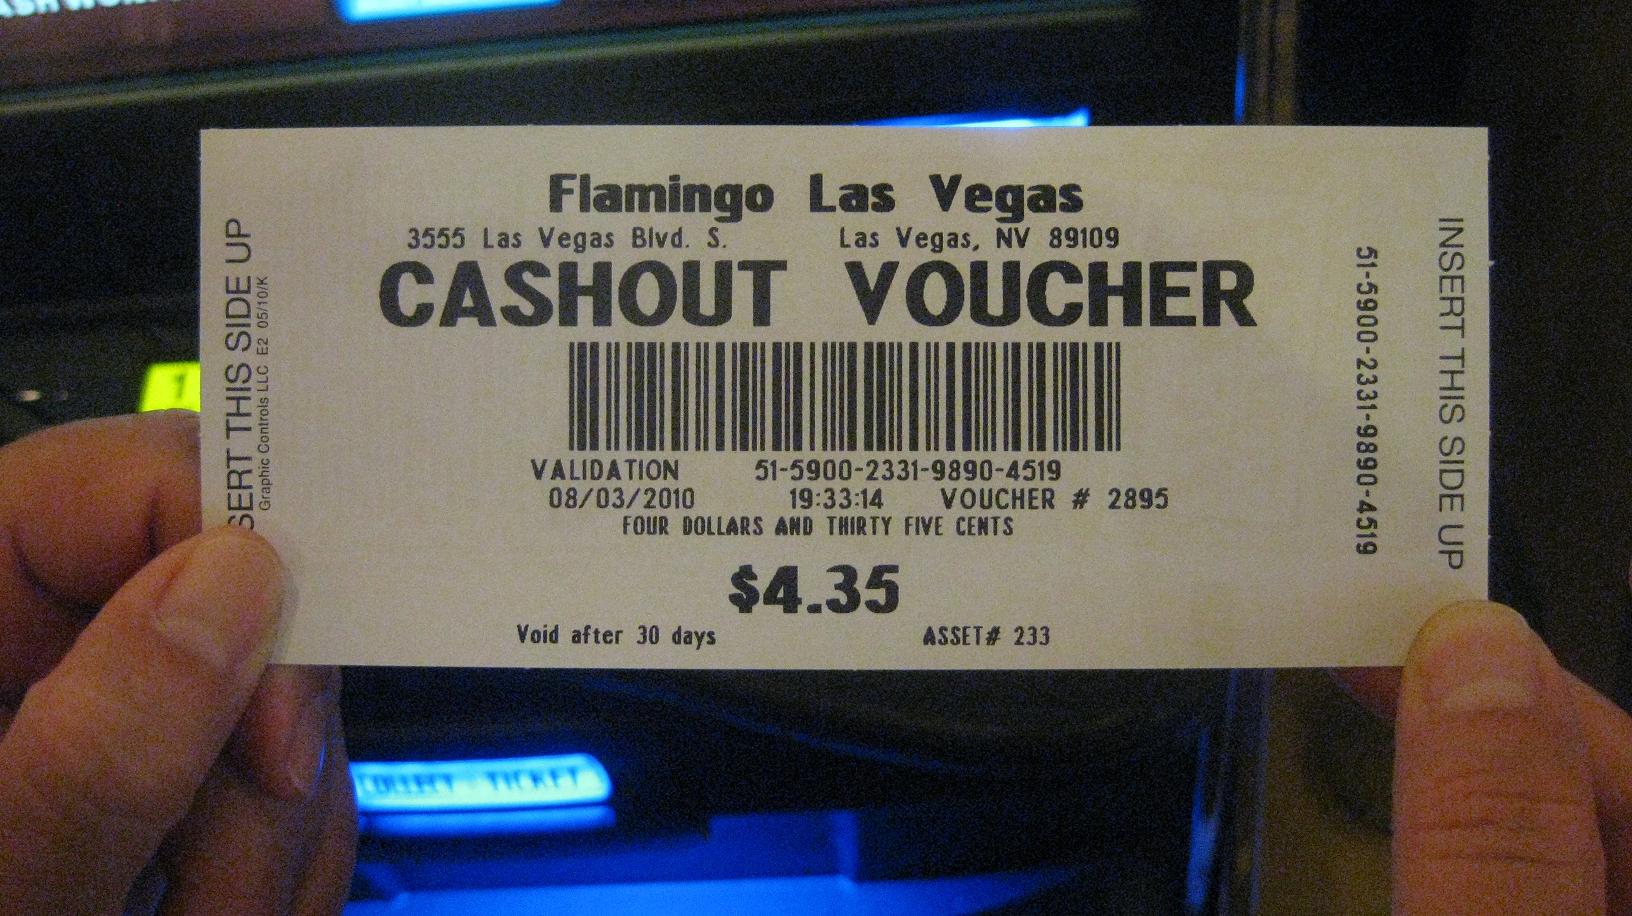 Flamingo Las Vegas
3555 Las Vegas Blvd. S. Las Vegas, NV 89109
CASHOUT VOUCHER
VALIDATION 51-5900-2331-9890-4519
08/03/2010 19:33:14 VOUCHER # 2895
FOUR DOLLARS AND THIRTY FIVE CENTS
$4.35
Void after 30 days ASSET# 233
SERT THIS SIDE UP
Graphic Controls LLC E2 05/10/K
51-5900-2331-9890-4519
INSERT THIS SIDE UP
COLLECT - TICKET